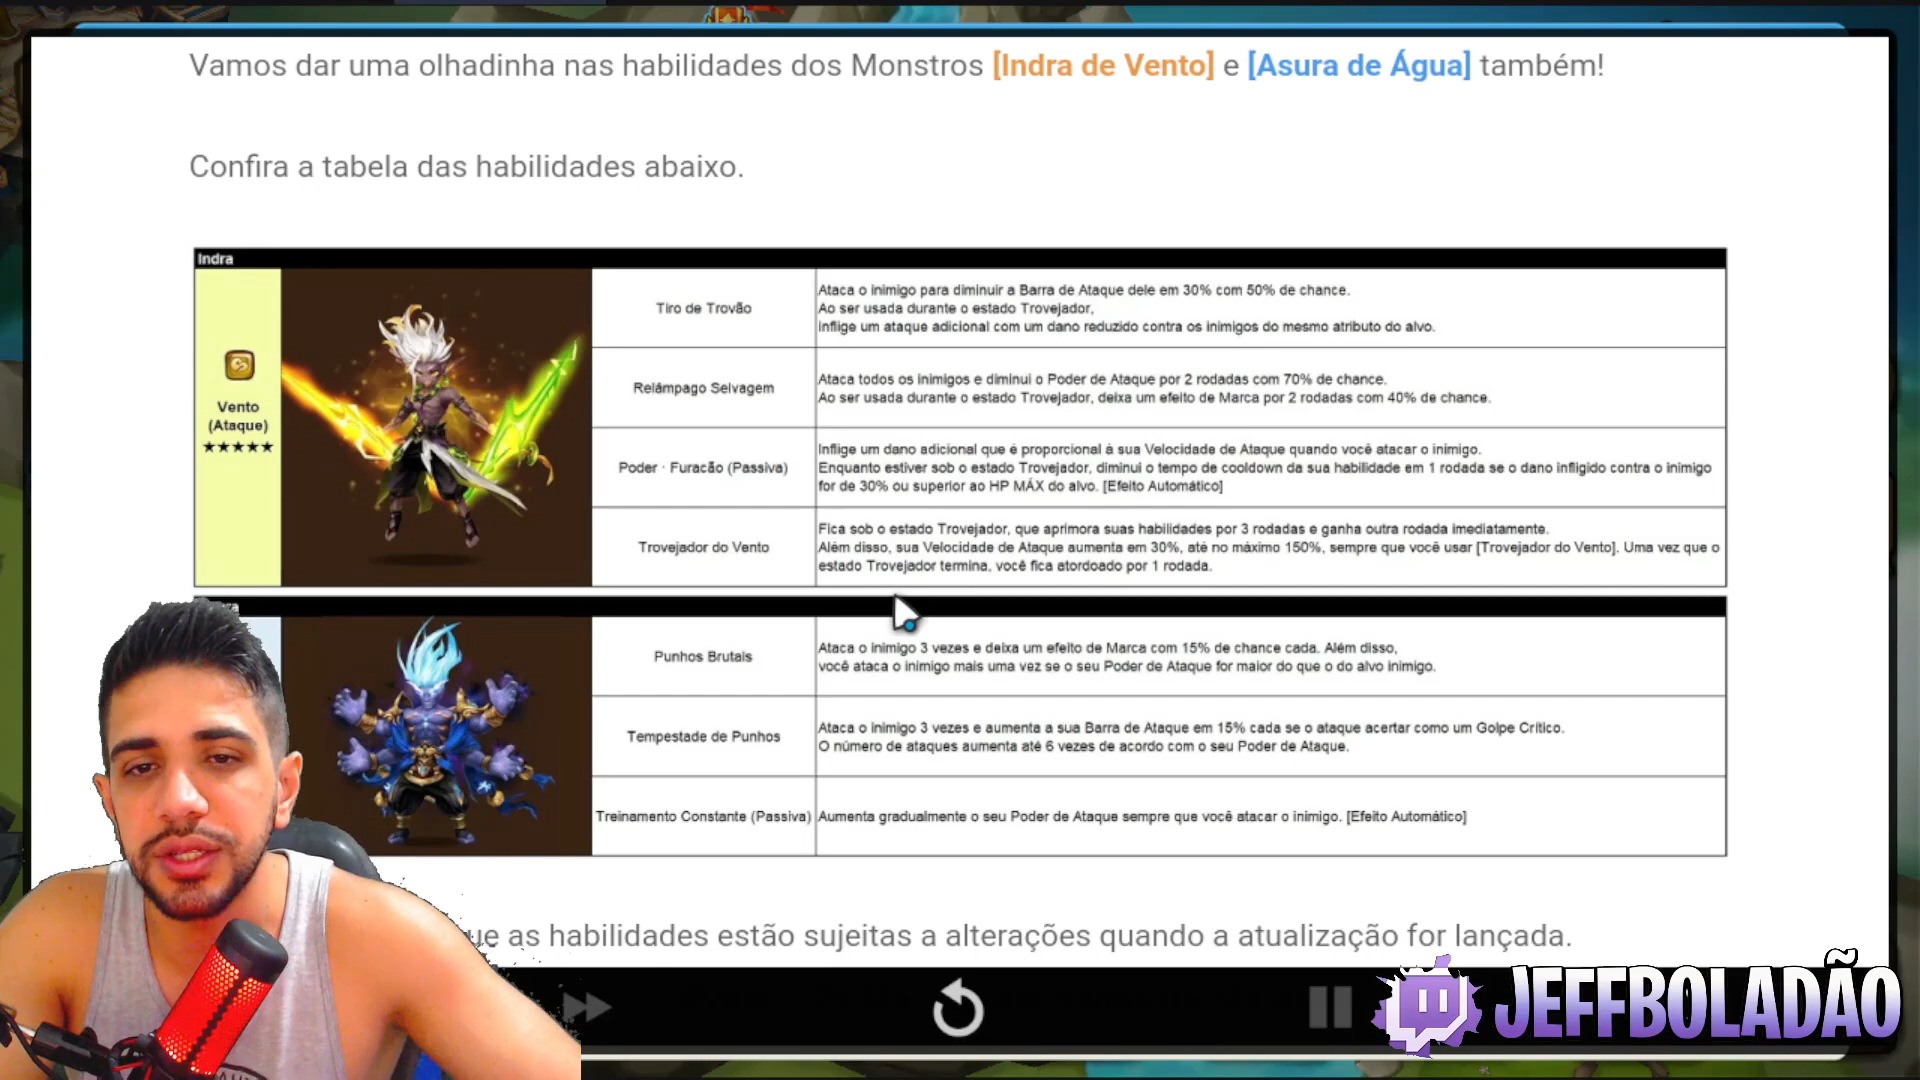 Vamos dar uma olhadinha nas habilidades dos Monstros [Indra de Vento] e [Asura de Água] também!
Confira a tabela das habilidades abaixo.
Indra
Vento
(Ataque)
★★★★★
Tiro de Trovão
Ataca o inimigo para diminuir a Barra de Ataque dele em 30% com 50% de chance.
Ao ser usada durante o estado Trovejador,
inflige um ataque adicional com um dano reduzido contra os inimigos do mesmo atributo do alvo.
Relâmpago Selvagem
Ataca todos os inimigos e diminui o Poder de Ataque por 2 rodadas com 70% de chance.
Ao ser usada durante o estado Trovejador, deixa um efeito de Marca por 2 rodadas com 40% de chance.
Poder · Furacão (Passiva)
Inflige um dano adicional que é proporcional à sua Velocidade de Ataque quando você atacar o inimigo.
Enquanto estiver sob o estado Trovejador, diminui o tempo de cooldown da sua habilidade em 1 rodada se o dano infligido contra o inimigo
for de 30% ou superior ao HP MÁX do alvo. [Efeito Automático]
Trovejador do Vento
Fica sob o estado Trovejador, que aprimora suas habilidades por 3 rodadas e ganha outra rodada imediatamente.
Além disso, sua Velocidade de Ataque aumenta em 30%, até no máximo 150%, sempre que você usar [Trovejador do Vento]. Uma vez que o
estado Trovejador termina, você fica atordoado por 1 rodada.
Punhos Brutais
Ataca o inimigo 3 vezes e deixa um efeito de Marca com 15% de chance cada. Além disso,
você ataca o inimigo mais uma vez se o seu Poder de Ataque for maior do que o do alvo inimigo.
Tempestade de Punhos
Ataca o inimigo 3 vezes e aumenta a sua Barra de Ataque em 15% cada se o ataque acertar como um Golpe Crítico.
O número de ataques aumenta até 6 vezes de acordo com o seu Poder de Ataque.
Treinamento Constante (Passiva)
Aumenta gradualmente o seu Poder de Ataque sempre que você atacar o inimigo. [Efeito Automático]
ue as habilidades estão sujeitas a alterações quando a atualização for lançada.
JEFFBOLADÃO